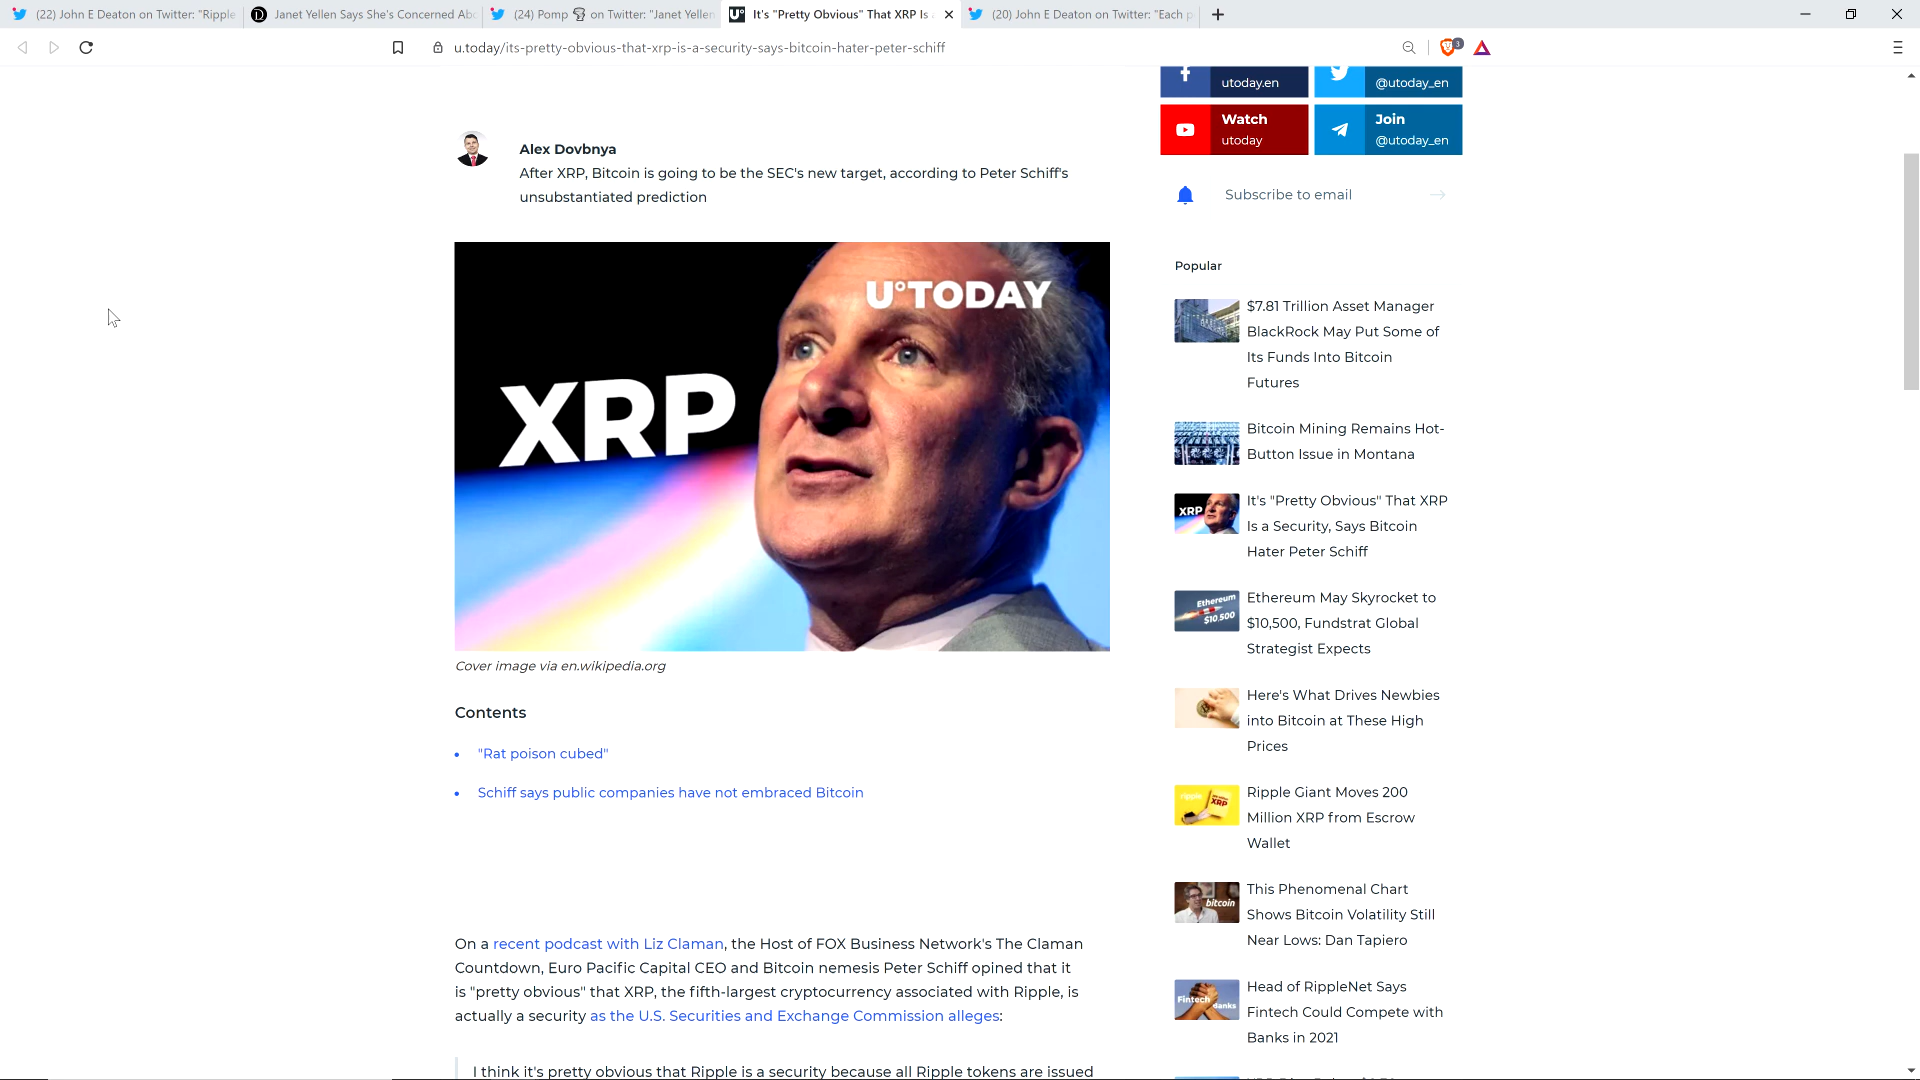 (22) John E Deaton on Twitter: "Ripple
Janet Yellen Says She's Concerned Ab
(24) Pomp on Twitter: "Janet Yellen
It's "Pretty Obvious" That XRP Is
(20) John E Deaton on Twitter: "Each p
u.today/its-pretty-obvious-that-xrp-is-a-security-says-bitcoin-hater-peter-schiff
3
utoday.en
@utoday_en
Watch
utoday
Join
@utoday_en
Subscribe to email
Alex Dovbnya
After XRP, Bitcoin is going to be the SEC's new target, according to Peter Schiff's
unsubstantiated prediction
U°TODAY
XRP
Cover image via en.wikipedia.org
Contents
"Rat poison cubed"
Schiff says public companies have not embraced Bitcoin
On a recent podcast with Liz Claman, the Host of FOX Business Network's The Claman
Countdown, Euro Pacific Capital CEO and Bitcoin nemesis Peter Schiff opined that it
is "pretty obvious" that XRP, the fifth-largest cryptocurrency associated with Ripple, is
actually a security as the U.S. Securities and Exchange Commission alleges:
I think it's pretty obvious that Ripple is a security because all Ripple tokens are issued
Popular
$7.81 Trillion Asset Manager
BlackRock May Put Some of
Its Funds Into Bitcoin
Futures
Bitcoin Mining Remains Hot-
Button Issue in Montana
XRP
It's "Pretty Obvious" That XRP
Is a Security, Says Bitcoin
Hater Peter Schiff
Ethereum
$10,500
Ethereum May Skyrocket to
$10,500, Fundstrat Global
Strategist Expects
Here's What Drives Newbies
into Bitcoin at These High
Prices
ripple
XRP
Ripple Giant Moves 200
Million XRP from Escrow
Wallet
bitcoin
This Phenomenal Chart
Shows Bitcoin Volatility Still
Near Lows: Dan Tapiero
Fintech
Banks
Head of RippleNet Says
Fintech Could Compete with
Banks in 2021